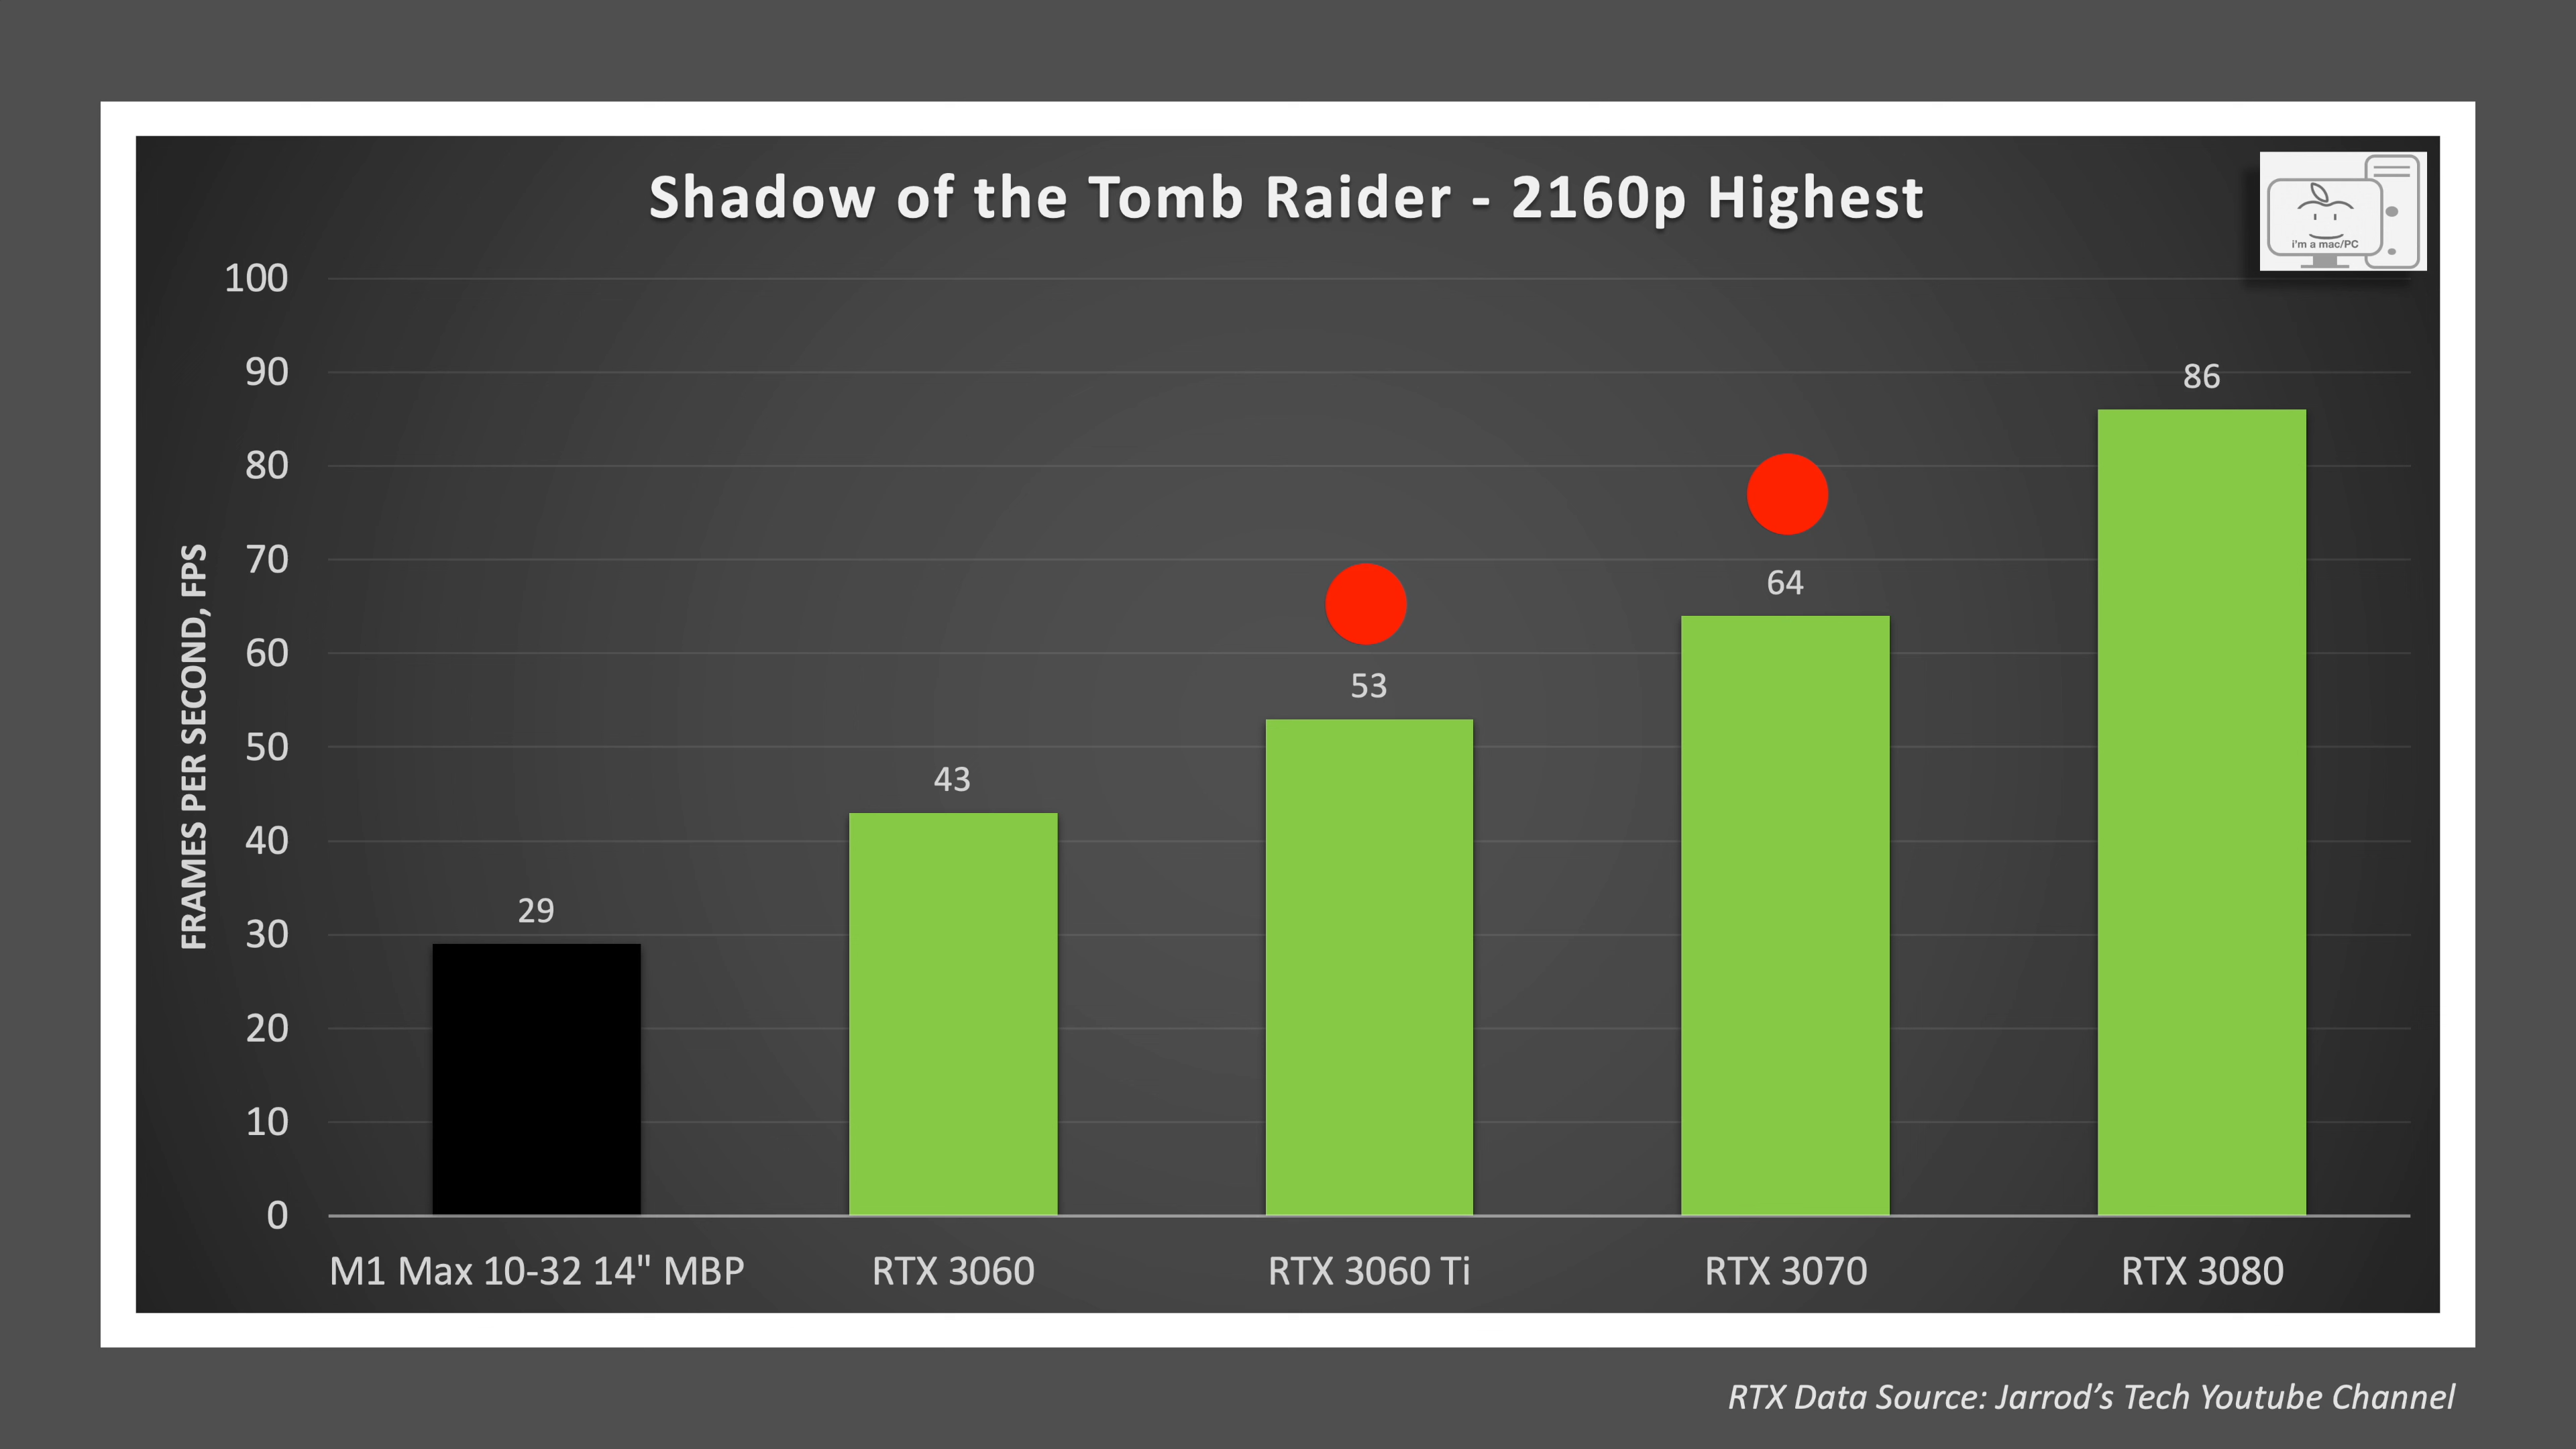 Shadow of the Tomb Raider - 2160p Highest
i'm a mac/PC
FRAMES PER SECOND, FPS
100
90
80
70
60
50
40
30
20
10
0
29
43
53
64
86
M1 Max 10-32 14" MBP
RTX 3060
RTX 3060 Ti
RTX 3070
RTX 3080
RTX Data Source: Jarrod’s Tech Youtube Channel